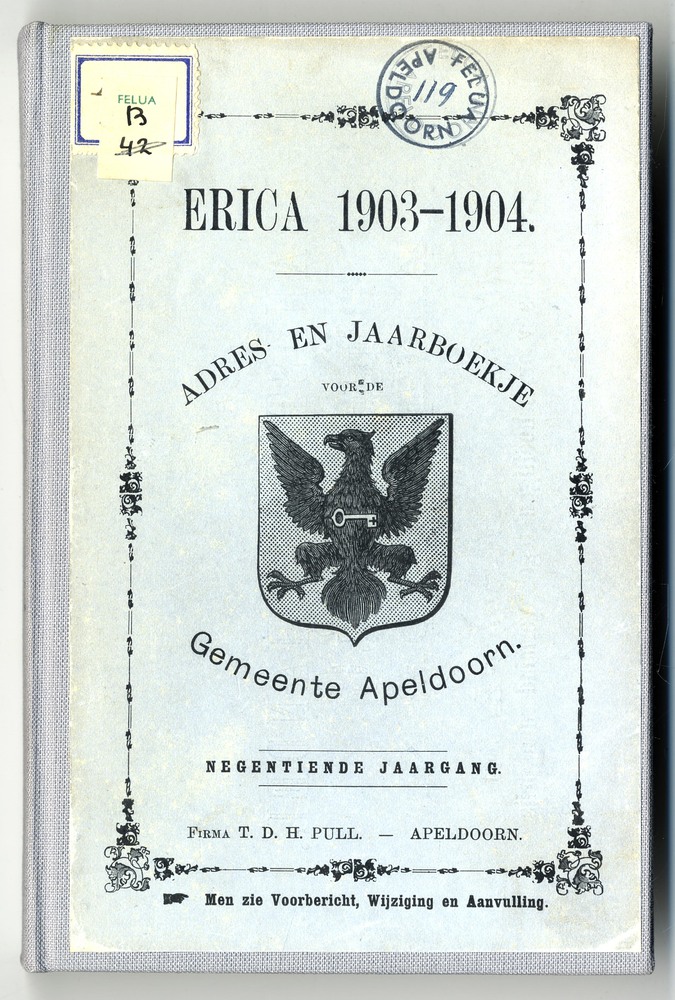 FELUA
B
42
FELUA
APELDOORN
119
ERICA 1903–1904.
ADRES- EN JAARBOEKJE
VOOR DE
Gemeente Apeldoorn.
NEGENTIENDE JAARGANG.
FIRMA T. D. H. PULL. — APELDOORN.
Men zie Voorbericht, Wijziging en Aanvulling.